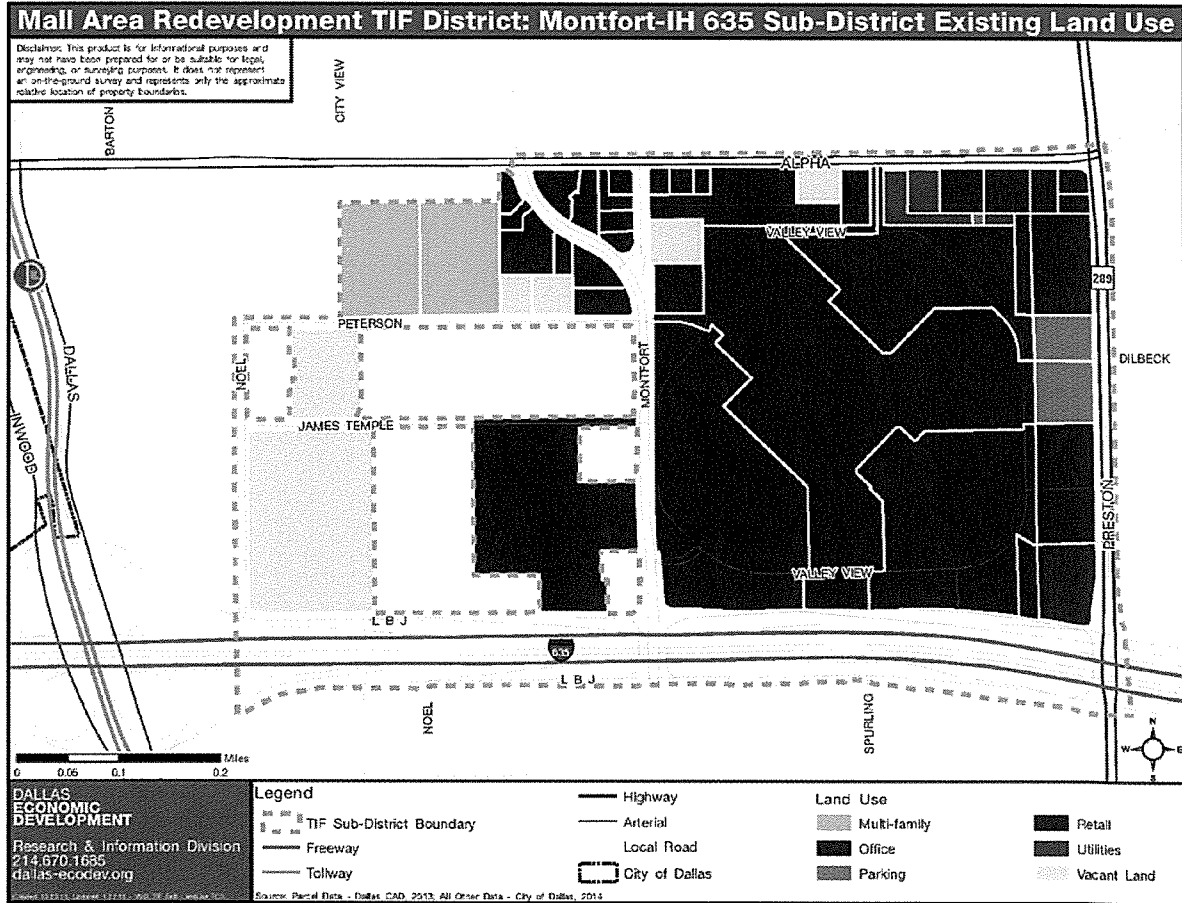 Mall Area Redevelopment TIF District: Montfort-IH 635 Sub-District Existing Land Use
Disclaimer: This product is for informational purposes and
may not have been prepared for or be suitable for legal,
engineering, or surveying purposes. It does not represent
an on-the-ground survey and represents only the approximate
relative location of property boundaries.
BARTON
CITY VIEW
ALPHA
VALLEY VIEW
289
PETERSON
NOEL
MONTFORT
DILBECK
DALLAS
INWOOD
JAMES TEMPLE
PRESTON
VALLEY VIEW
L B J
635
L B J
NOEL
SPURLING
N
W
E
S
Miles
0
0.05
0.1
0.2
DALLAS
ECONOMIC
DEVELOPMENT
Research & Information Division
214.670.1685
dallas-ecodev.org
Legend
TIF Sub-District Boundary
Freeway
Tollway
Highway
Arterial
Local Road
City of Dallas
Land Use
Multi-family
Office
Parking
Retail
Utilities
Vacant Land
Source: Parcel Data - Dallas CAD, 2013; All Other Data - City of Dallas, 2014